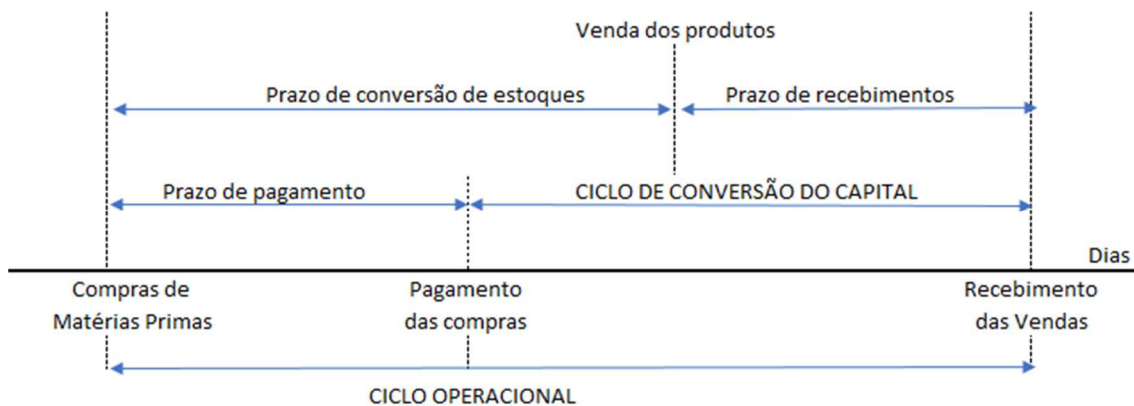 Venda dos produtos
Prazo de conversão de estoques
Prazo de recebimentos
Prazo de pagamento
CICLO DE CONVERSÃO DO CAPITAL
Dias
Compras de
Matérias Primas
Pagamento
das compras
Recebimento
das Vendas
CICLO OPERACIONAL